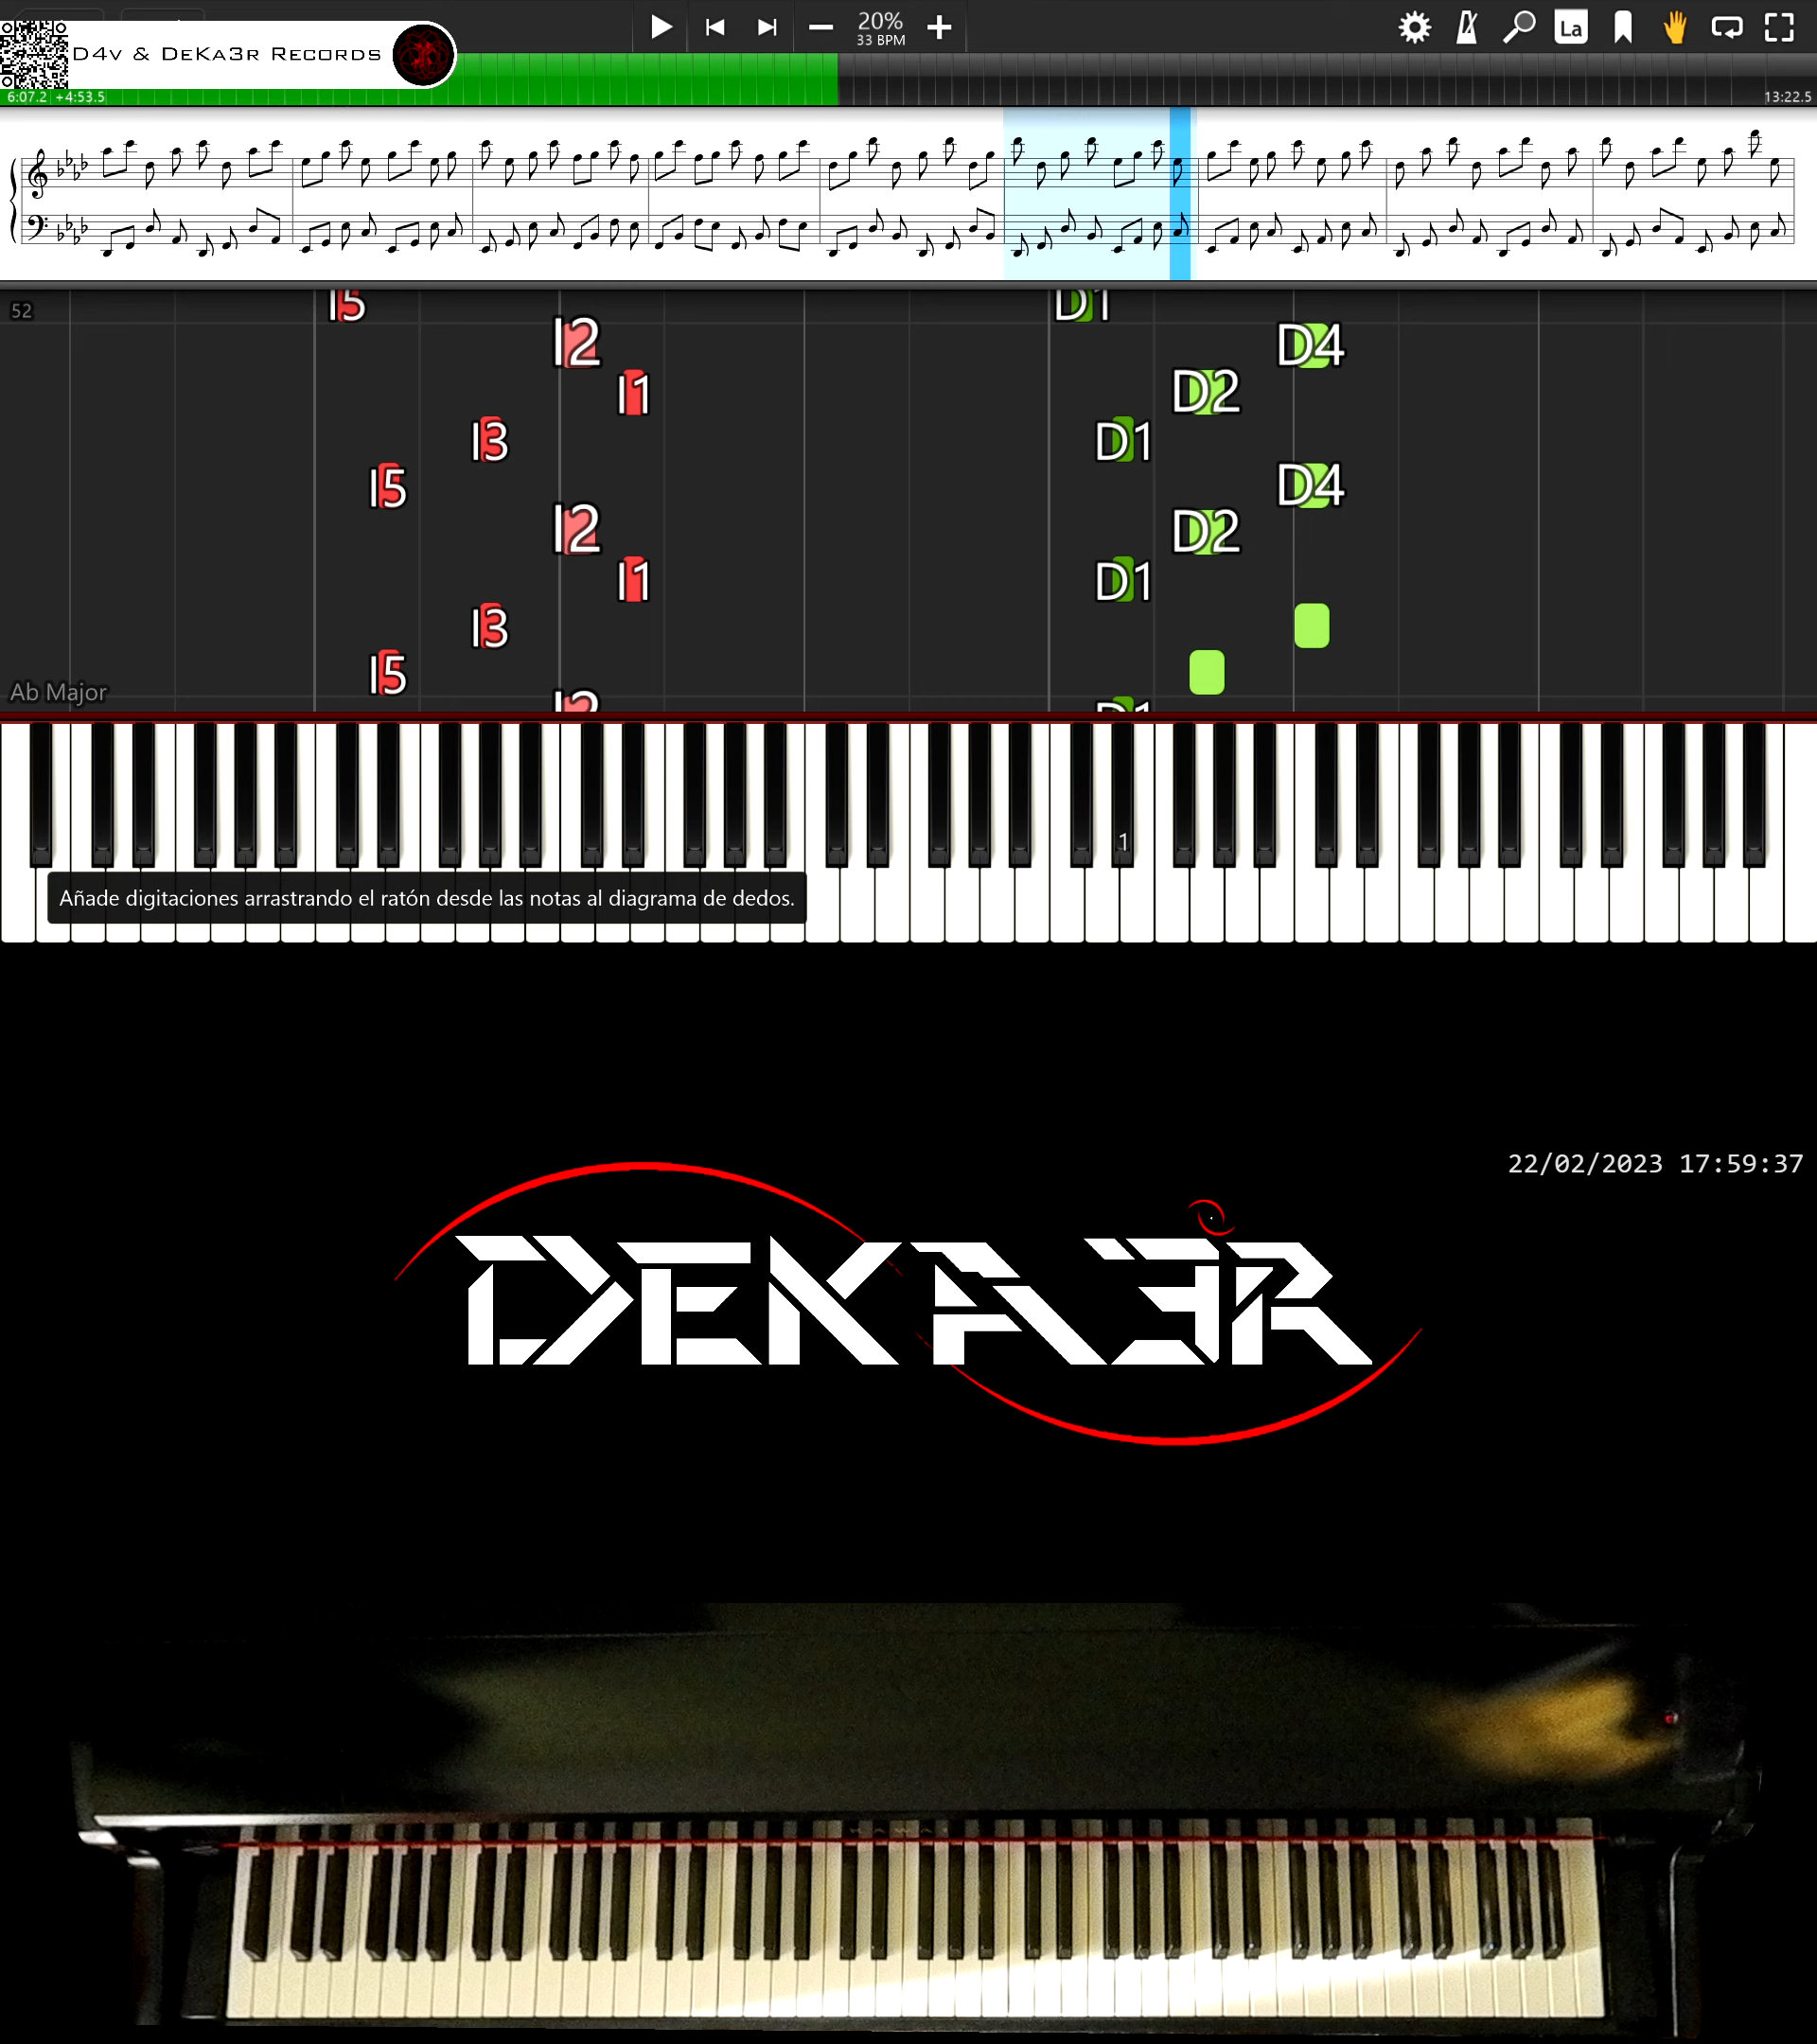 20%
33 BPM
La
D4v & DeKa3r Records
6:07.2 +4:53.5
13:22.5
52
I5 D1
I2 D4
I1 D2
I3 D1
I5 D4
I2 D2
I1 D1
I3
I5
I2 D1
Ab Major
1
Añade digitaciones arrastrando el ratón desde las notas al diagrama de dedos.
22/02/2023 17:59:37
DEKA3R